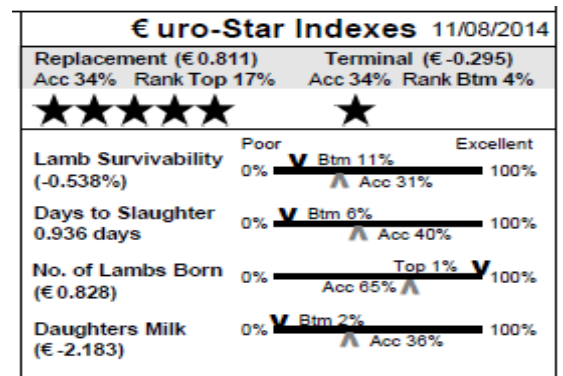 €uro-Star Indexes 11/08/2014
Replacement (€0.811) Terminal (€-0.295)
Acc 34% Rank Top 17% Acc 34% Rank Btm 4%
Poor Excellent
Lamb Survivability
(-0.538%)
0% Btm 11% 100%
Acc 31%
Days to Slaughter
0.936 days
0% Btm 6% 100%
Acc 40%
No. of Lambs Born
(€0.828)
0% Top 1% 100%
Acc 65%
Daughters Milk
(€-2.183)
0% Btm 2% 100%
Acc 36%